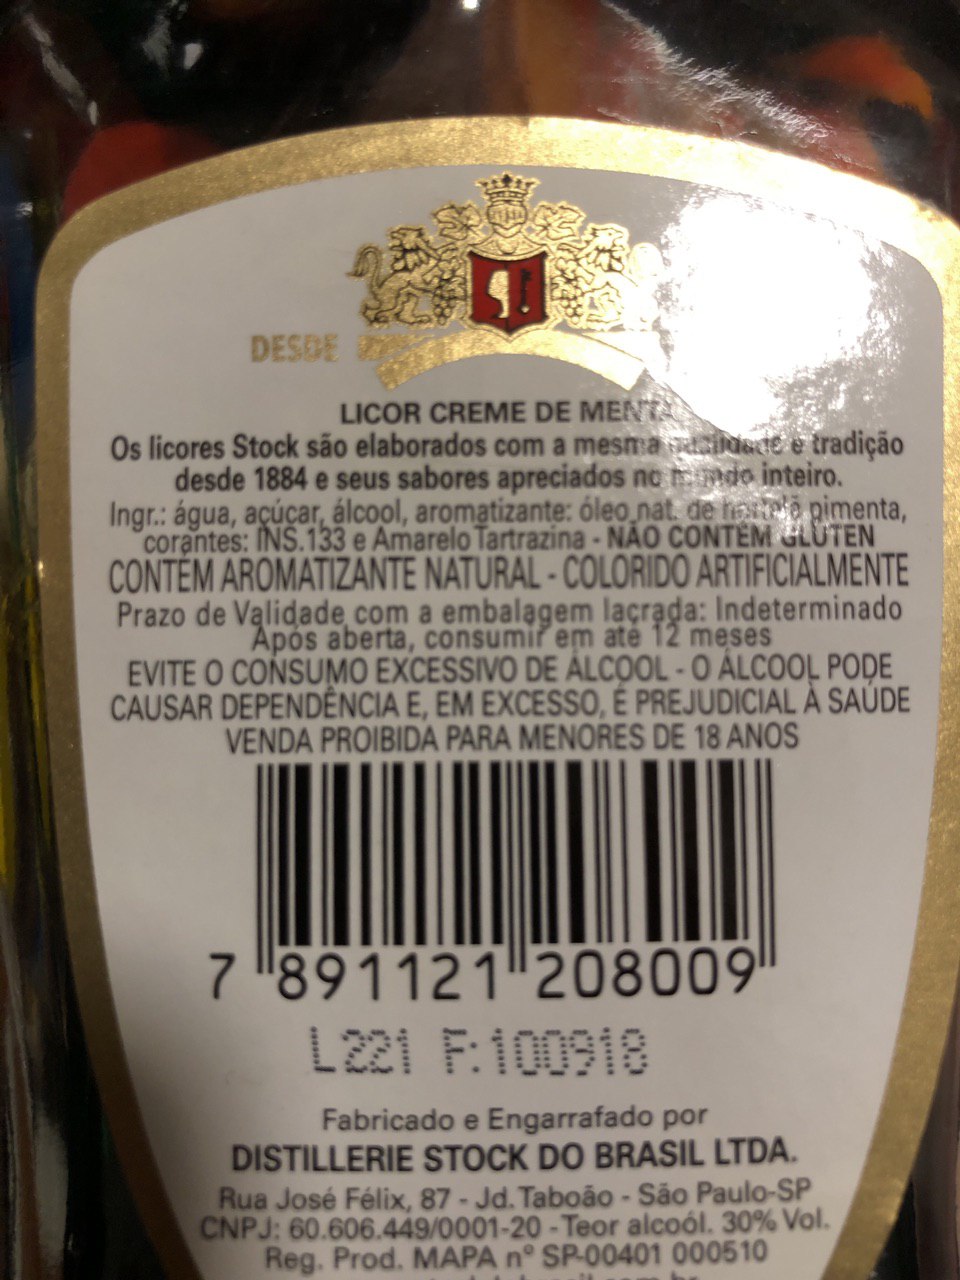 DESDE
LICOR CREME DE MENTA
Os licores Stock são elaborados com a mesma qualidade e tradição
desde 1884 e seus sabores apreciados no mundo inteiro.
Ingr.: água, açúcar, álcool, aromatizante: óleo nat. de hortelã pimenta,
corantes: INS.133 e Amarelo Tartrazina - NÃO CONTÉM GLÚTEN
CONTÉM AROMATIZANTE NATURAL - COLORIDO ARTIFICIALMENTE
Prazo de Validade com a embalagem lacrada: Indeterminado
Após aberta, consumir em até 12 meses
EVITE O CONSUMO EXCESSIVO DE ÁLCOOL - O ÁLCOOL PODE
CAUSAR DEPENDÊNCIA E, EM EXCESSO, É PREJUDICIAL À SAÚDE
VENDA PROIBIDA PARA MENORES DE 18 ANOS
7 891121 208009
L221 F:100918
Fabricado e Engarrafado por
DISTILLERIE STOCK DO BRASIL LTDA.
Rua José Félix, 87 - Jd. Taboão - São Paulo-SP
CNPJ: 60.606.449/0001-20 - Teor alcoól. 30% Vol.
Reg. Prod. MAPA nº SP-00401 000510